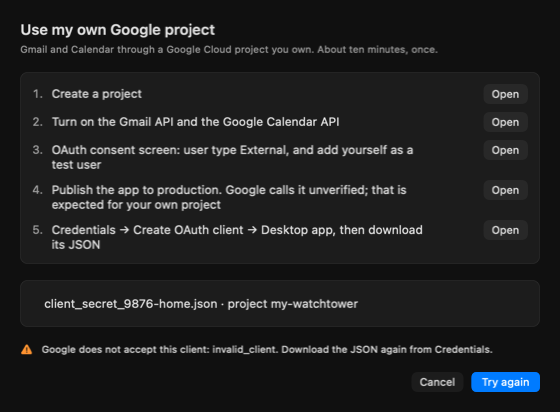 Use my own Google project
Gmail and Calendar through a Google Cloud project you own. About ten minutes, once.
1. Create a project Open
2. Turn on the Gmail API and the Google Calendar API Open
3. OAuth consent screen: user type External, and add yourself as a Open
test user
4. Publish the app to production. Google calls it unverified; that is Open
expected for your own project
5. Credentials → Create OAuth client → Desktop app, then download Open
its JSON
client_secret_9876-home.json · project my-watchtower
Google does not accept this client: invalid_client. Download the JSON again from Credentials.
Cancel Try again